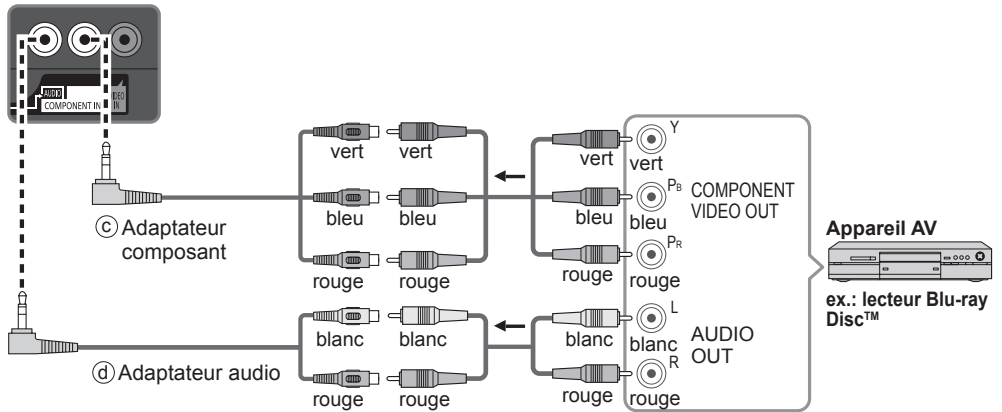 AUDIO
COMPONENT IN
VIDEO
IN
vert
vert
vert
vert
Y
bleu
bleu
bleu
bleu
PB
COMPONENT
VIDEO OUT
rouge
rouge
rouge
rouge
PR
ⓒ Adaptateur
composant
Appareil AV
ex.: lecteur Blu-ray
Disc™
blanc
blanc
blanc
blanc
L
AUDIO
OUT
rouge
rouge
rouge
rouge
R
ⓓ Adaptateur audio